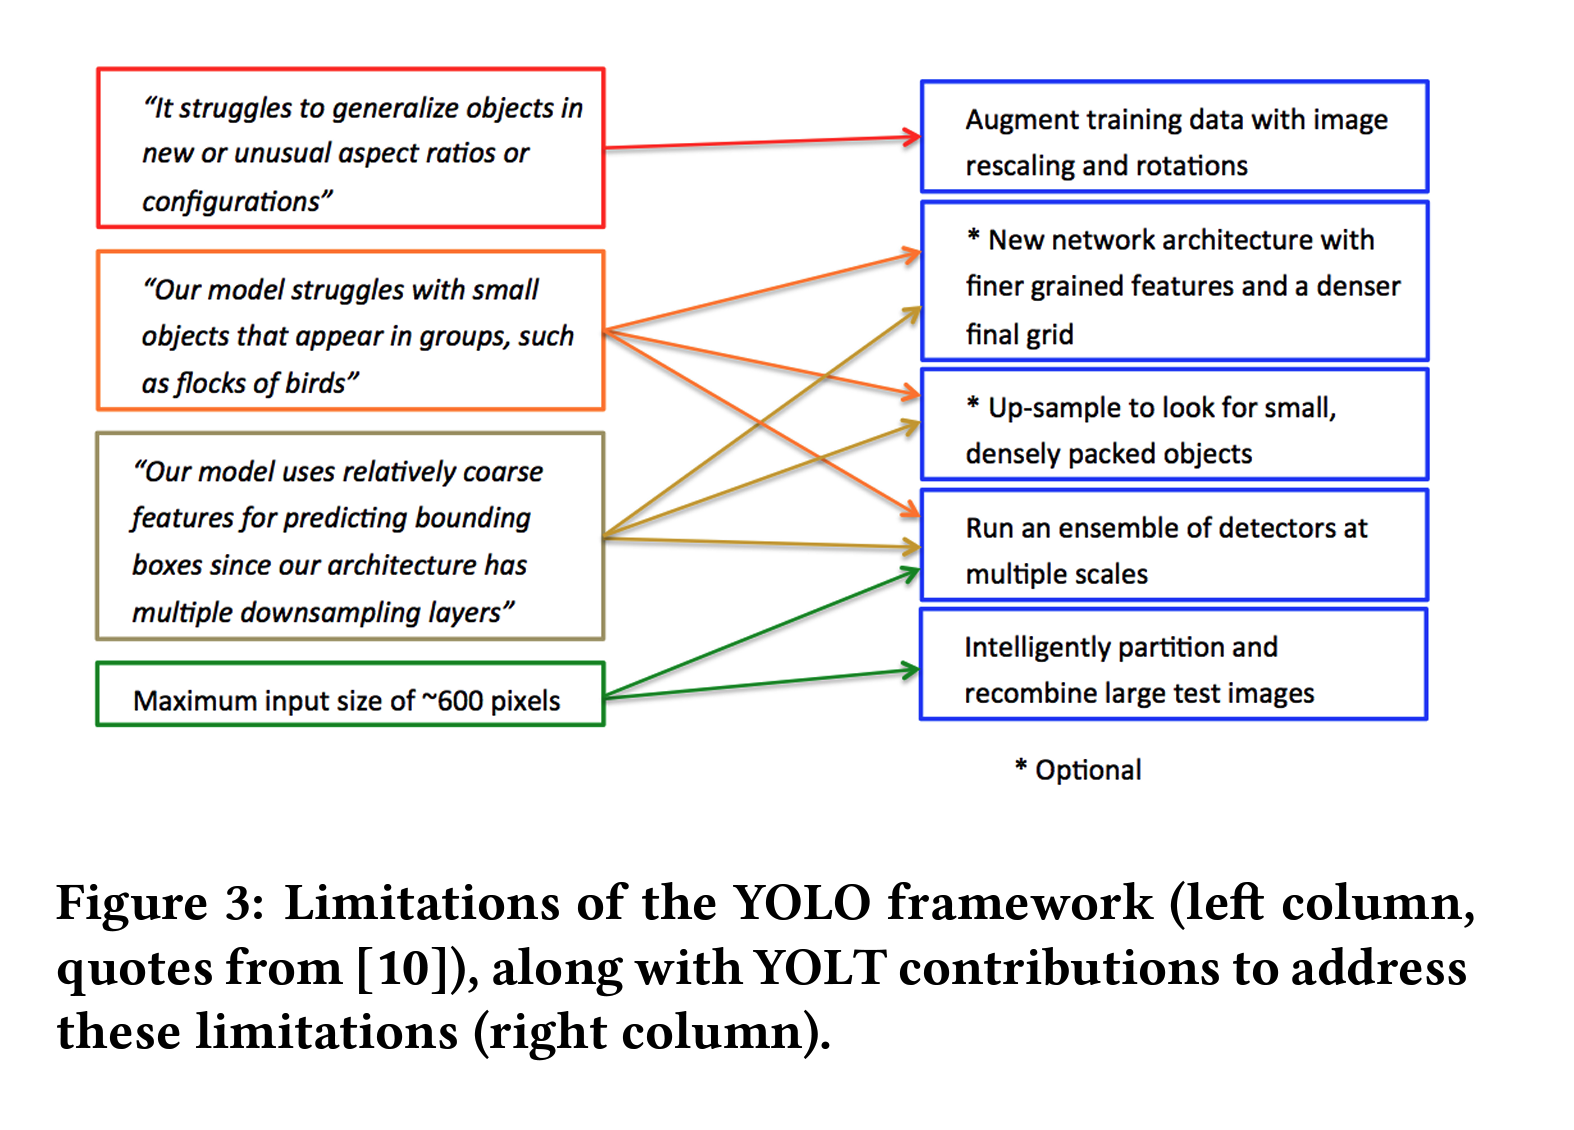 “It struggles to generalize objects in
new or unusual aspect ratios or
configurations”
“Our model struggles with small
objects that appear in groups, such
as flocks of birds”
“Our model uses relatively coarse
features for predicting bounding
boxes since our architecture has
multiple downsampling layers”
Maximum input size of ~600 pixels
Augment training data with image
rescaling and rotations
* New network architecture with
finer grained features and a denser
final grid
* Up-sample to look for small,
densely packed objects
Run an ensemble of detectors at
multiple scales
Intelligently partition and
recombine large test images
* Optional
Figure 3: Limitations of the YOLO framework (left column,
quotes from [10]), along with YOLT contributions to address
these limitations (right column).